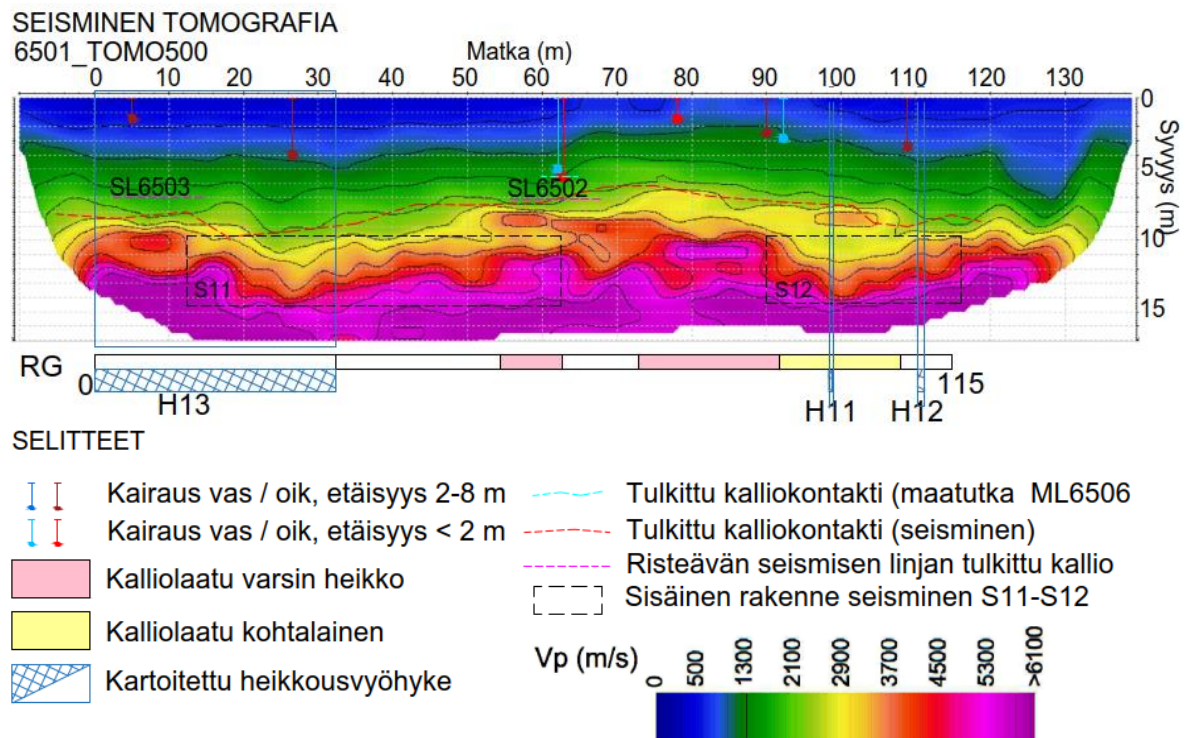 SEISMINEN TOMOGRAFIA
6501_TOMO500
Matka (m)
0 10 20 30 40 50 60 70 80 90 100 110 120 130
0
5
10
15
Syvyys (m)
SL6503
SL6502
S11
S12
RG
0
115
H13
H11
H12
SELITTEET
Kairaus vas / oik, etäisyys 2-8 m
Kairaus vas / oik, etäisyys < 2 m
Kalliolaatu varsin heikko
Kalliolaatu kohtalainen
Kartoitettu heikkousvyöhyke
Tulkittu kalliokontakti (maatutka ML6506
Tulkittu kalliokontakti (seisminen)
Risteävän seismisen linjan tulkittu kallio
Sisäinen rakenne seisminen S11-S12
Vp (m/s)
0 500 1300 2100 2900 3700 4500 5300 >6100